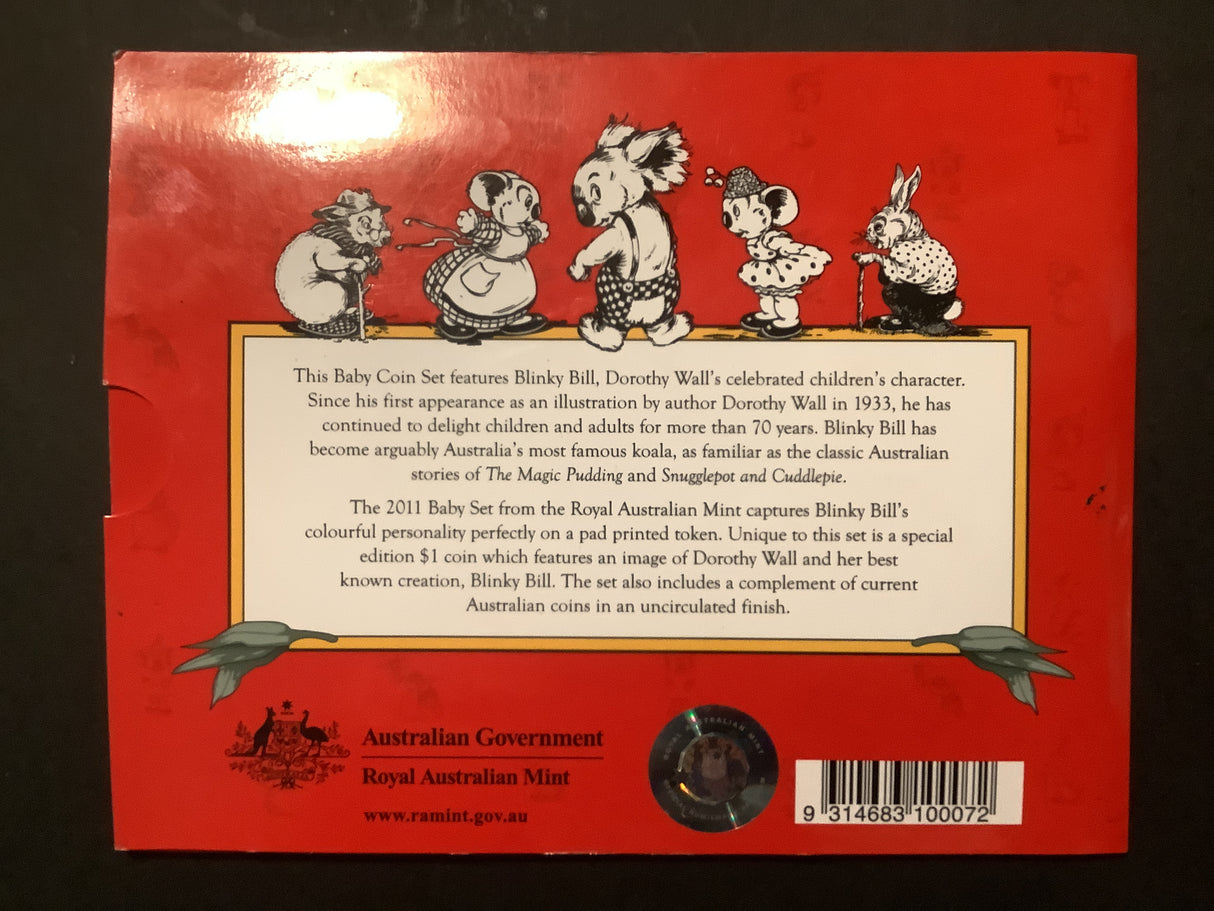 This Baby Coin Set features Blinky Bill, Dorothy Wall's celebrated children's character.
Since his first appearance as an illustration by author Dorothy Wall in 1933, he has
continued to delight children and adults for more than 70 years. Blinky Bill has
become arguably Australia's most famous koala, as familiar as the classic Australian
stories of The Magic Pudding and Snugglepot and Cuddlepie.
The 2011 Baby Set from the Royal Australian Mint captures Blinky Bill's
colourful personality perfectly on a pad printed token. Unique to this set is a special
edition $1 coin which features an image of Dorothy Wall and her best
known creation, Blinky Bill. The set also includes a complement of current
Australian coins in an uncirculated finish.
Australian Government
Royal Australian Mint
www.ramint.gov.au
ROYAL AUSTRALIAN MINT
9 314683 100072